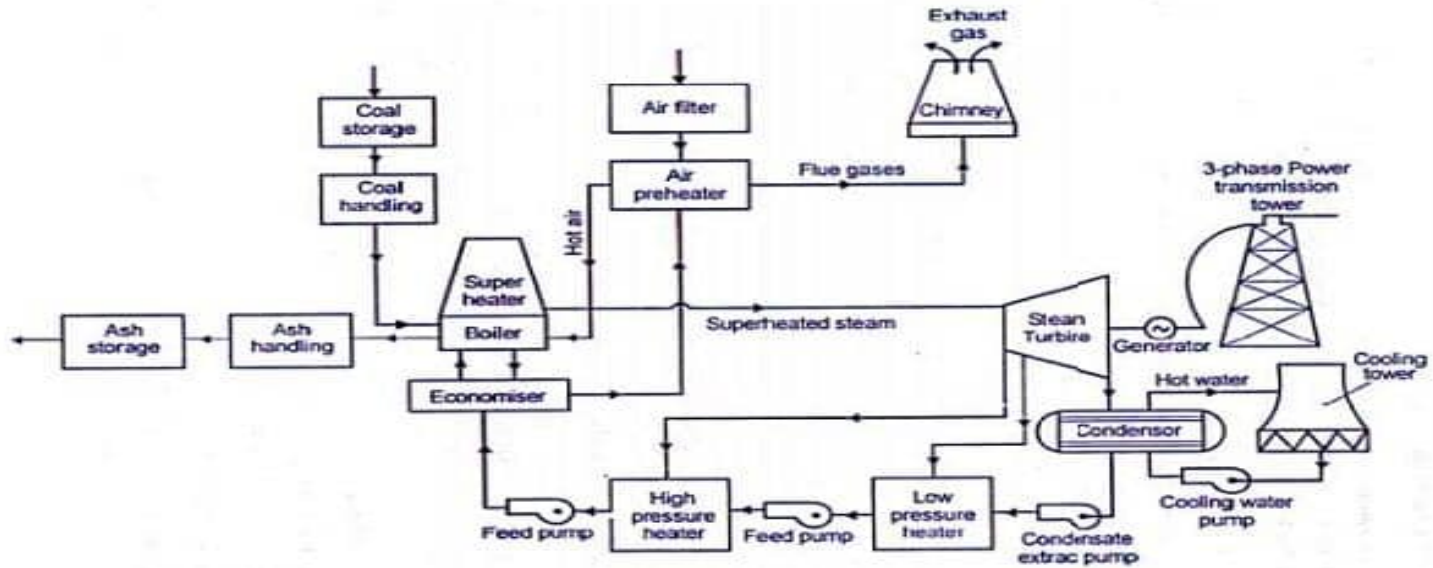 Exhaust
gas
Coal
storage
Air filter
Chimney
Coal
handling
Air
preheater
Flue gases
3-phase Power
transmission
tower
Hot air
Super
heater
Boiler
Superheated steam
Stean
Turbire
Generator
Ash
storage
Ash
handling
Economiser
Hot water
Cooling
tower
Condensor
High
pressure
heater
Low
pressure
heater
Feed pump
Feed pump
Condensate
extrac pump
Cooling water
pump